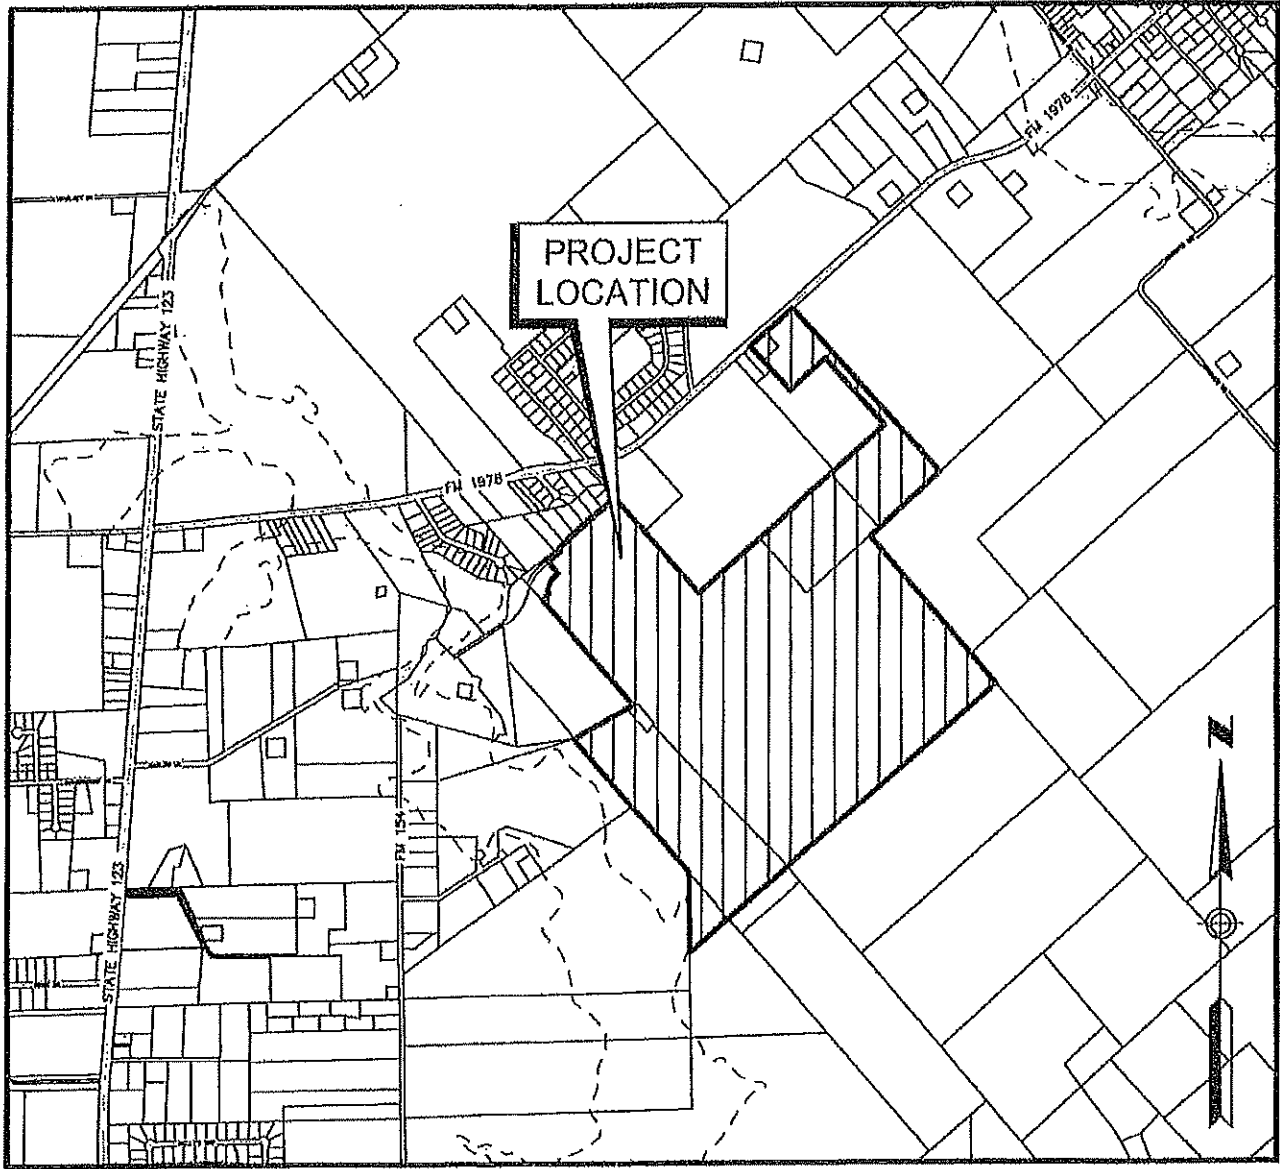 FM 1978
PROJECT
LOCATION
STATE HIGHWAY 123
FM 1978
N
FM 154
STATE HIGHWAY 123